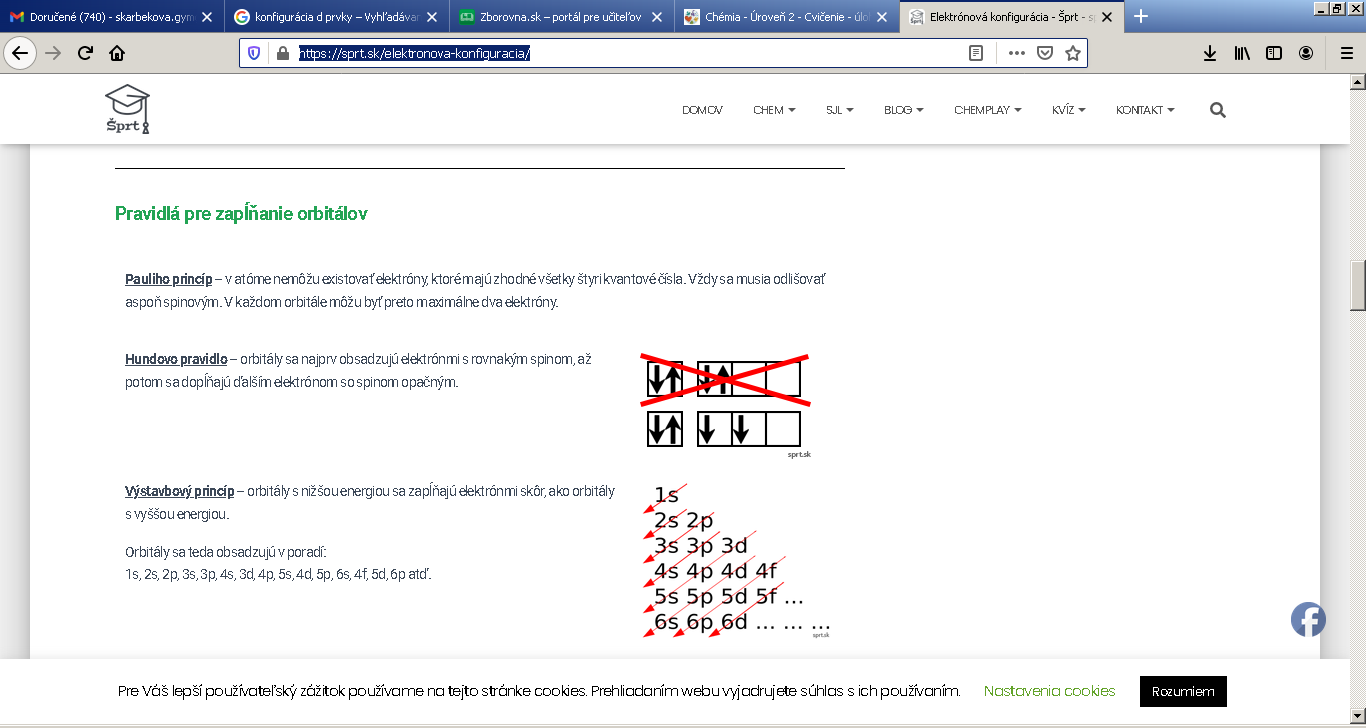 Doručené (740) - skarbekova.gym
konfigurácia d prvky – Vyhľadávan
Zborovna.sk – portál pre učiteľov
Chémia - Úroveň 2 - Cvičenie - úlo
Elektrónová konfigurácia - Šprt - sp
https://sprt.sk/elektronova-konfiguracia/
Šprt
DOMOV CHEM SJL BLOG CHEMPLAY KVÍZ KONTAKT
Pravidlá pre zapĺňanie orbitálov
Pauliho princíp – v atóme nemôžu existovať elektróny, ktoré majú zhodné všetky štyri kvantové čísla. Vždy sa musia odlišovať
aspoň spinovým. V každom orbitále môžu byť preto maximálne dva elektróny.
Hundovo pravidlo – orbitály sa najprv obsadzujú elektrónmi s rovnakým spinom, až
potom sa dopĺňajú ďalším elektrónom so spinom opačným.
sprt.sk
Výstavbový princíp – orbitály s nižšou energiou sa zapĺňajú elektrónmi skôr, ako orbitály
s vyššou energiou.
Orbitály sa teda obsadzujú v poradí:
1s, 2s, 2p, 3s, 3p, 4s, 3d, 4p, 5s, 4d, 5p, 6s, 4f, 5d, 6p atď.
1s
2s 2p
3s 3p 3d
4s 4p 4d 4f
5s 5p 5d 5f ...
6s 6p 6d ... ... ...
sprt.sk
Pre Váš lepší používateľský zážitok používame na tejto stránke cookies. Prehliadaním webu vyjadrujete súhlas s ich používaním.
Nastavenia cookies
Rozumiem